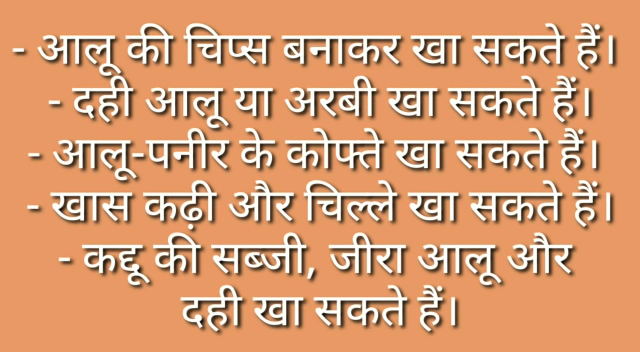 - आलू की चिप्स बनाकर खा सकते हैं।
- दही आलू या अरबी खा सकते हैं।
- आलू-पनीर के कोफ्ते खा सकते हैं।
- खास कढ़ी और चिल्ले खा सकते हैं।
- कद्दू की सब्जी, जीरा आलू और
दही खा सकते हैं।